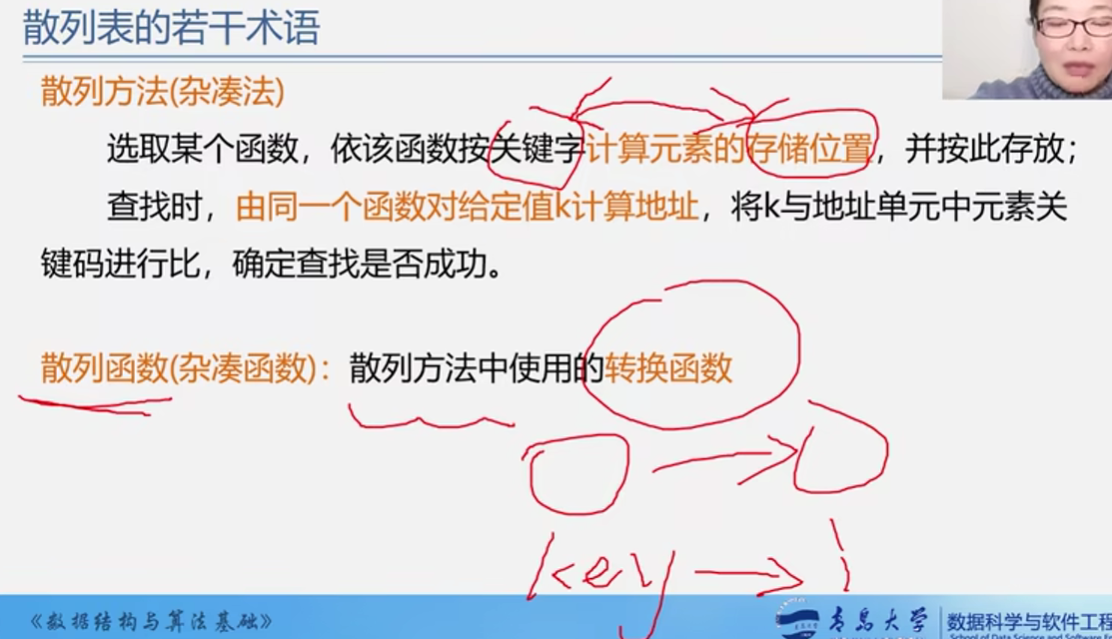 散列表的若干术语
散列方法(杂凑法)
选取某个函数，依该函数按关键字计算元素的存储位置，并按此存放；
查找时，由同一个函数对给定值k计算地址，将k与地址单元中元素关
键码进行比，确定查找是否成功。
散列函数(杂凑函数)：散列方法中使用的转换函数
key → i
《数据结构与算法基础》
青岛大学
数据科学与软件工程
School of Data Science and Software